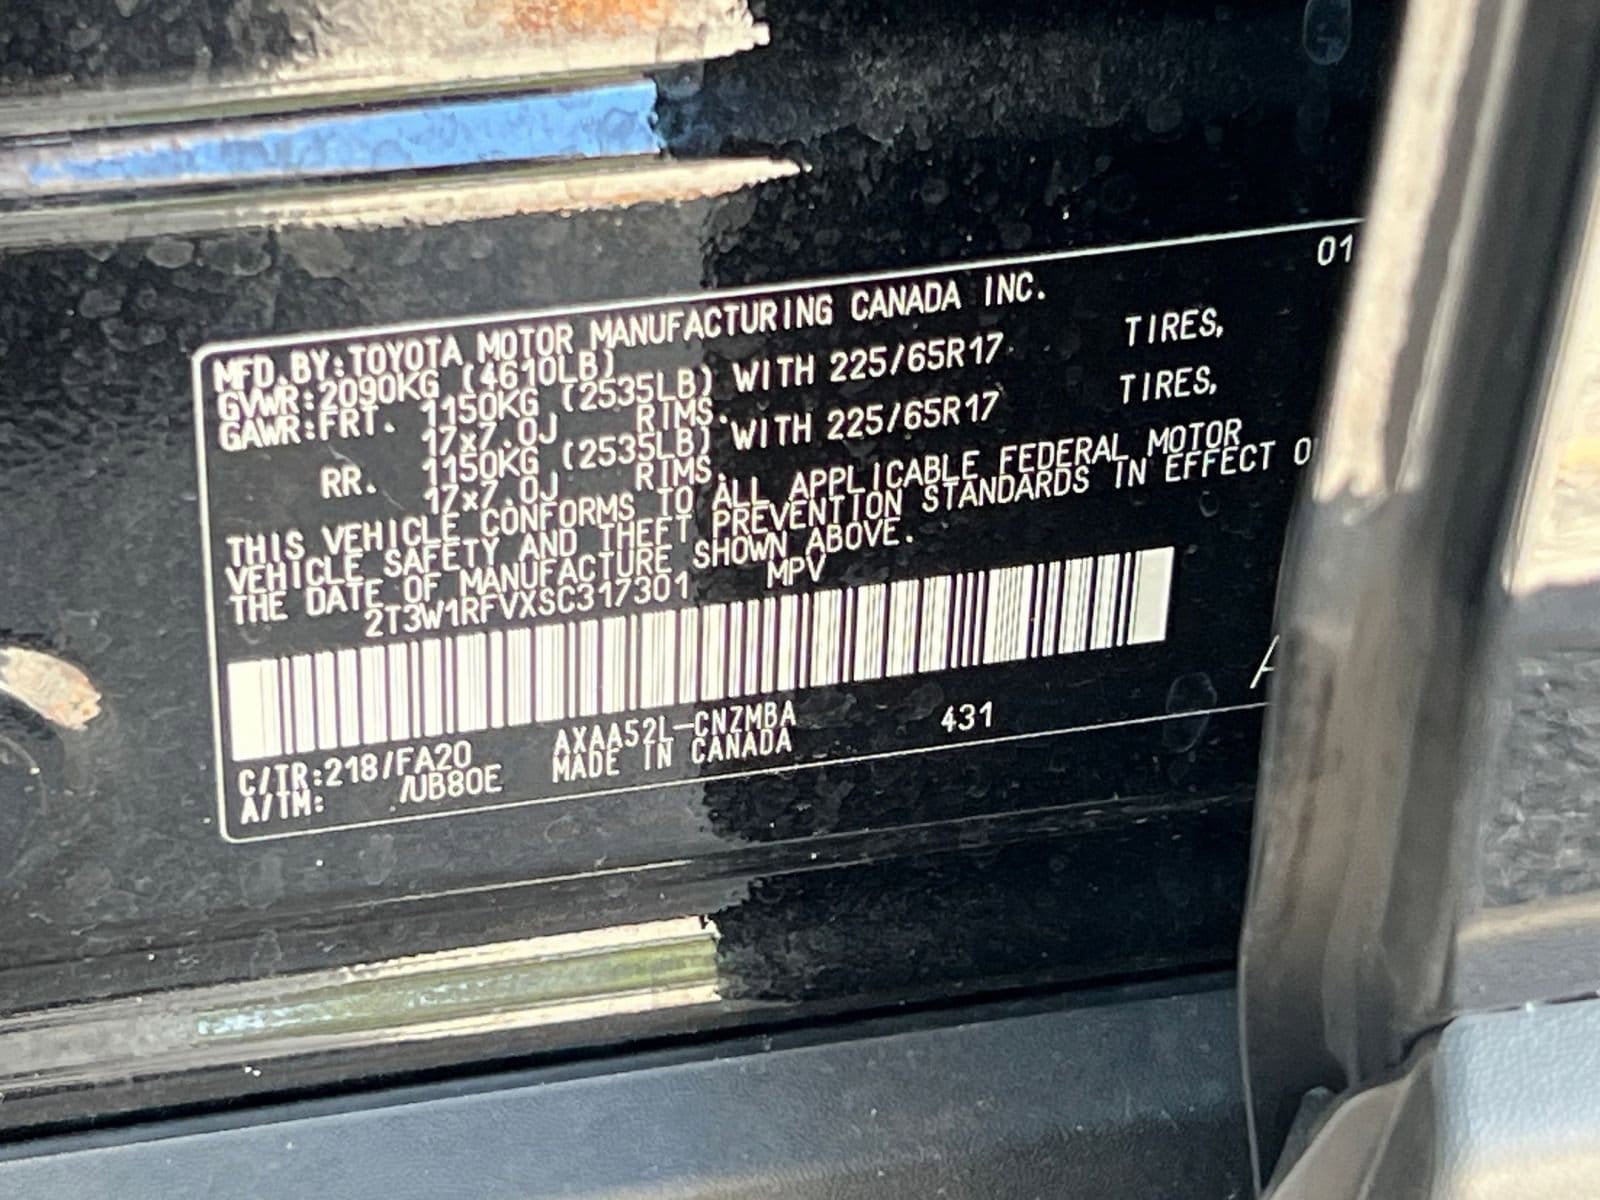 01
MFD.BY:TOYOTA MOTOR MANUFACTURING CANADA INC.
GVWR:2090KG (4610LB)
GAWR:FRT. 1150KG (2535LB) WITH 225/65R17 TIRES,
17x7.0J RIMS.
RR. 1150KG (2535LB) WITH 225/65R17 TIRES,
17x7.0J RIMS.
THIS VEHICLE CONFORMS TO ALL APPLICABLE FEDERAL MOTOR
VEHICLE SAFETY AND THEFT PREVENTION STANDARDS IN EFFECT O
THE DATE OF MANUFACTURE SHOWN ABOVE.
2T3W1RFVXSC317301 MPV
A
C/TR:218/FA20 AXAA52L-CNZMBA 431
A/TM: /UB80E MADE IN CANADA